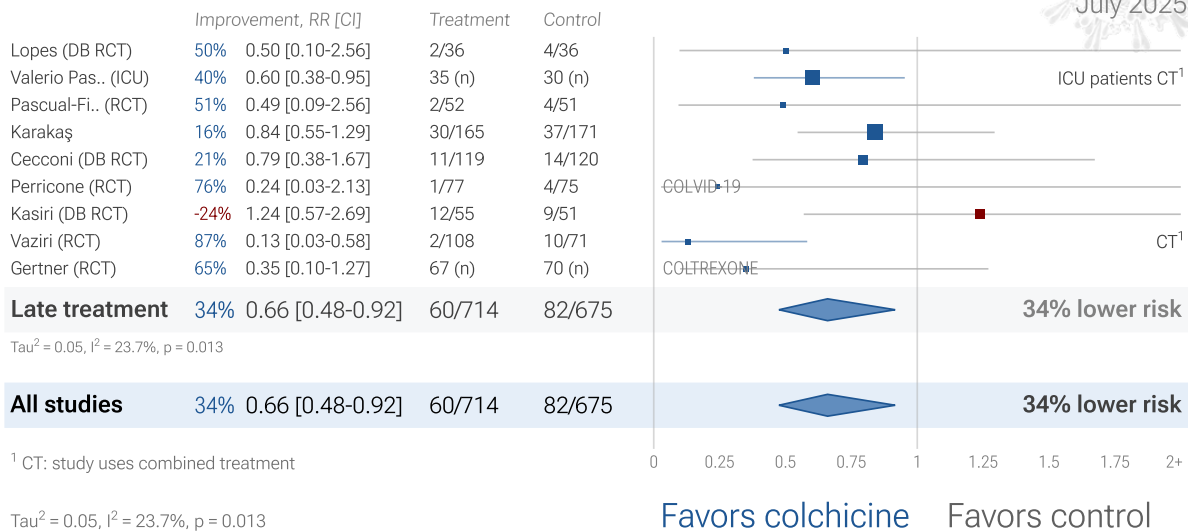 July 2025
Improvement, RR [CI] Treatment Control
Lopes (DB RCT) 50% 0.50 [0.10-2.56] 2/36 4/36
Valerio Pas.. (ICU) 40% 0.60 [0.38-0.95] 35 (n) 30 (n) ICU patients CT¹
Pascual-Fi.. (RCT) 51% 0.49 [0.09-2.56] 2/52 4/51
Karakaş 16% 0.84 [0.55-1.29] 30/165 37/171
Cecconi (DB RCT) 21% 0.79 [0.38-1.67] 11/119 14/120
Perricone (RCT) 76% 0.24 [0.03-2.13] 1/77 4/75 COLVID-19
Kasiri (DB RCT) -24% 1.24 [0.57-2.69] 12/55 9/51
Vaziri (RCT) 87% 0.13 [0.03-0.58] 2/108 10/71 CT¹
Gertner (RCT) 65% 0.35 [0.10-1.27] 67 (n) 70 (n) COLTREXONE
Late treatment 34% 0.66 [0.48-0.92] 60/714 82/675 34% lower risk
Tau² = 0.05, I² = 23.7%, p = 0.013
All studies 34% 0.66 [0.48-0.92] 60/714 82/675 34% lower risk
¹ CT: study uses combined treatment 0 0.25 0.5 0.75 1 1.25 1.5 1.75 2+
Tau² = 0.05, I² = 23.7%, p = 0.013 Favors colchicine Favors control